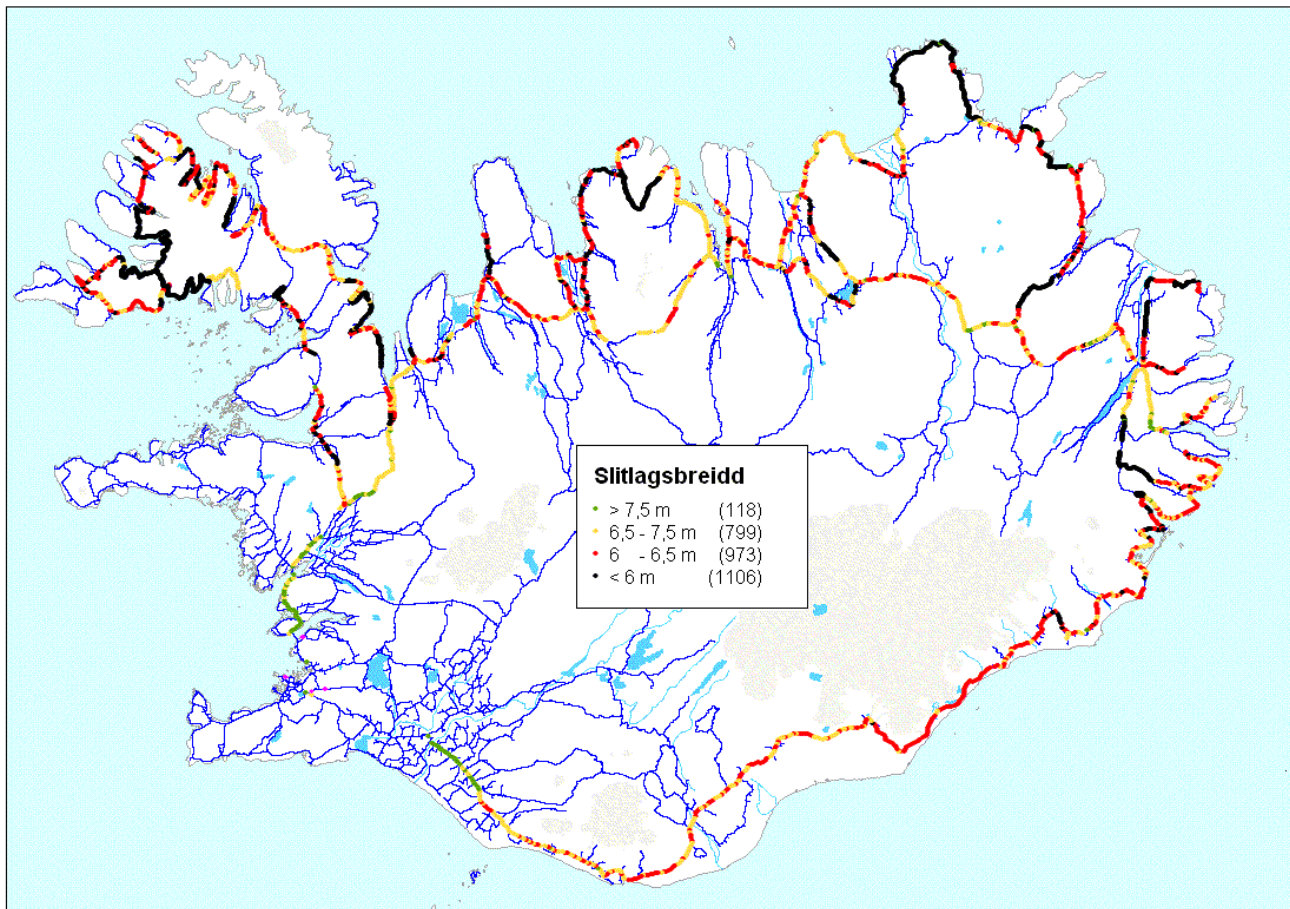 Slitlagsbreidd
> 7,5 m (118)
6,5 - 7,5 m (799)
6 - 6,5 m (973)
< 6 m (1106)